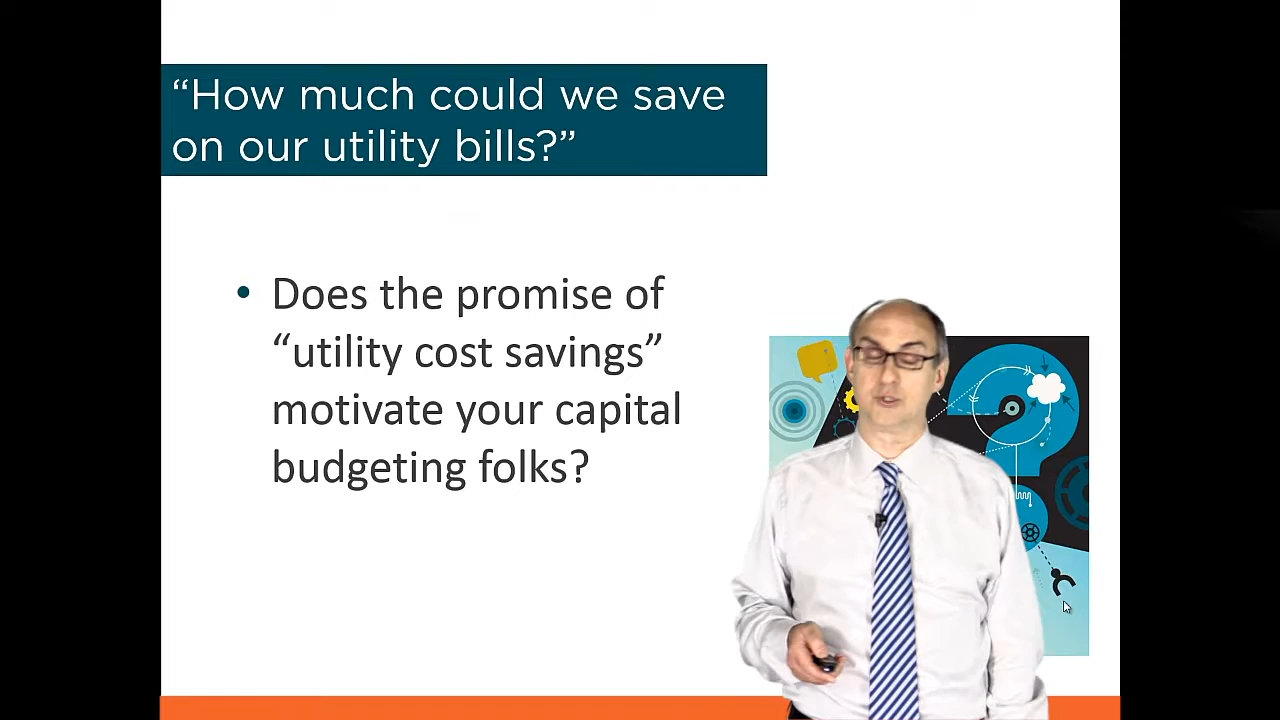 “How much could we save
on our utility bills?”
• Does the promise of
“utility cost savings”
motivate your capital
budgeting folks?